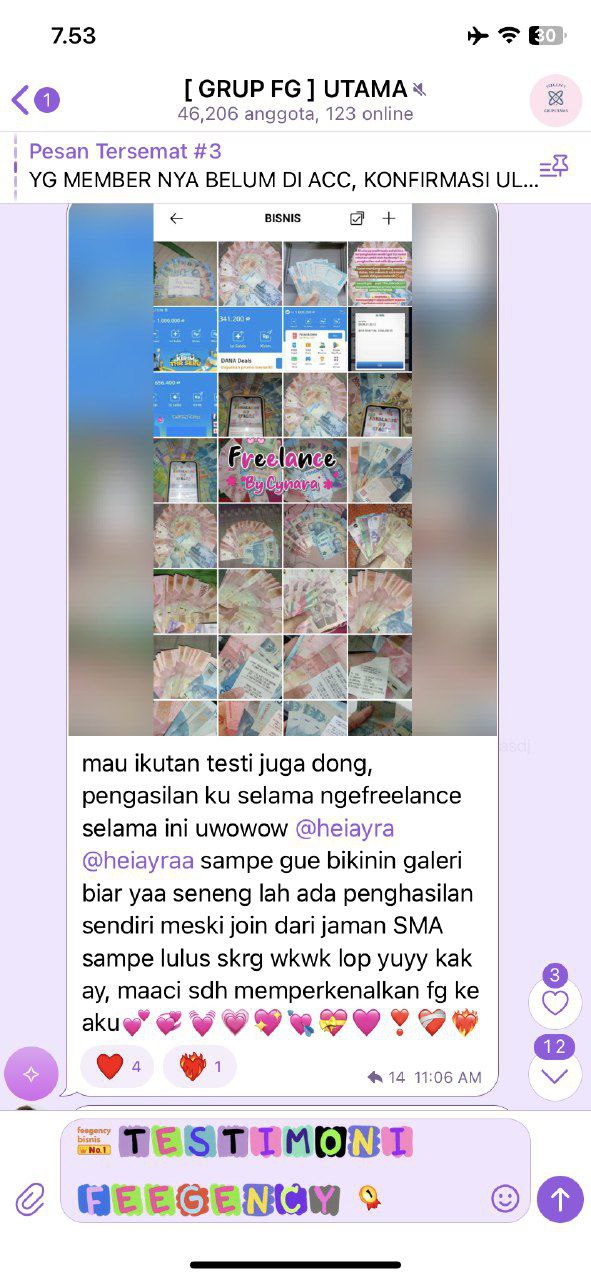 7.53
30
1
[ GRUP FG ] UTAMA
46,206 anggota, 123 online
Pesan Tersemat #3
YG MEMBER NYA BELUM DI ACC, KONFIRMASI UL...
BISNIS
1.000.000
341.200
Isi Saldo
Kirim
DANA Deals
656.400
Freelance
By Cynarai
mau ikutan testi juga dong,
pengasilan ku selama ngefreelance
selama ini uwowow @heiayra
@heiayraa sampe gue bikinin galeri
biar yaa seneng lah ada penghasilan
sendiri meski join dari jaman SMA
sampe lulus skrg wkwk lop yuyy kak
ay, maaci sdh memperkenalkan fg ke
aku💕💞💓💗💖💘💝🩷❣️❤️‍🩹❤️‍🔥
4
1
14 11:06 AM
3
12
feegency
bisnis
No.1
TESTIMONI
FEEGENCY